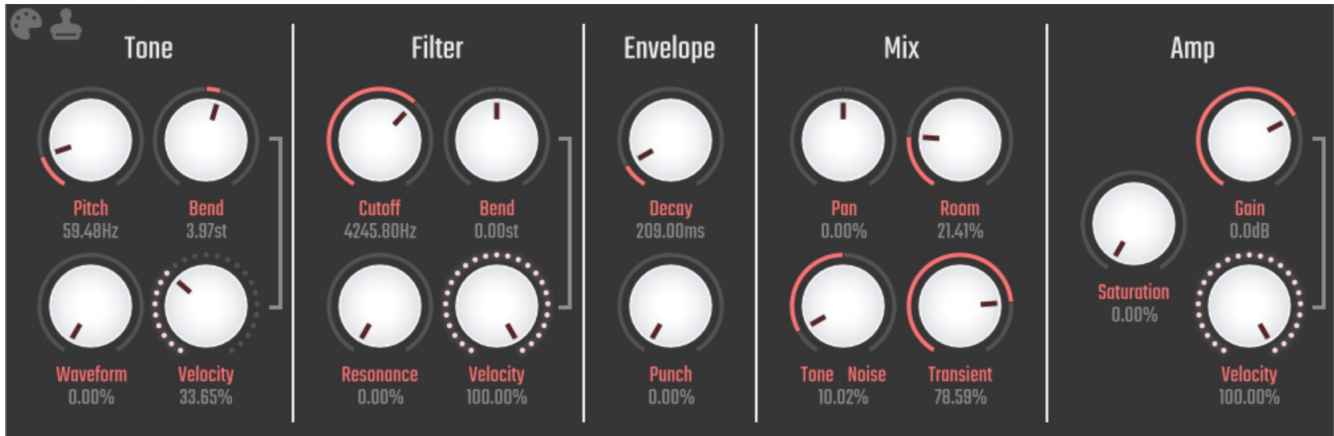 Tone Filter Envelope Mix Amp
Pitch Bend Cutoff Bend Decay Pan Room Gain
59.48Hz 3.97st 4245.80Hz 0.00st 209.00ms 0.00% 21.41% 0.0dB
Saturation
0.00%
Waveform Velocity Resonance Velocity Punch Tone Noise Transient Velocity
0.00% 33.65% 0.00% 100.00% 0.00% 10.02% 78.59% 100.00%